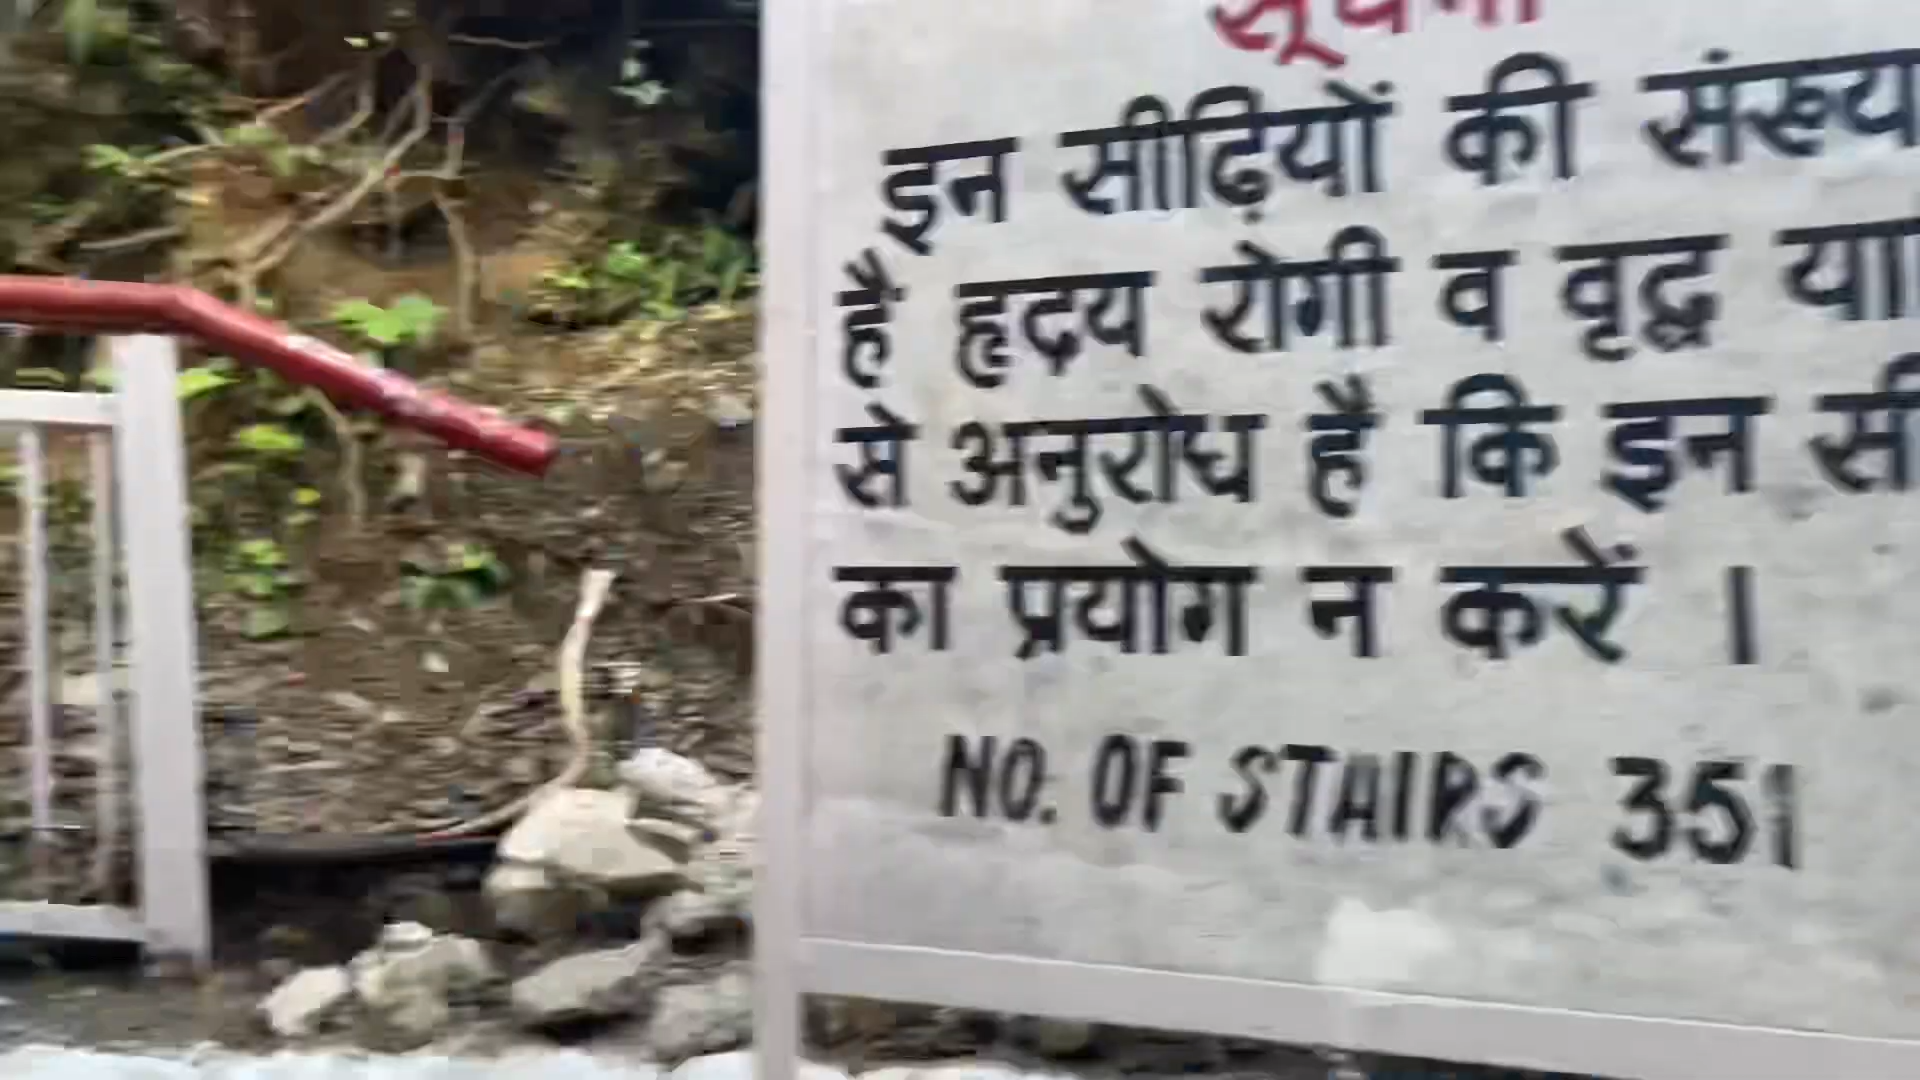 सूचना
इन सीढ़ियों की
है हृदय रोगी व वृद्ध
से अनुरोध है कि इन
का प्रयोग न करें ।
NO. OF STAIRS 351